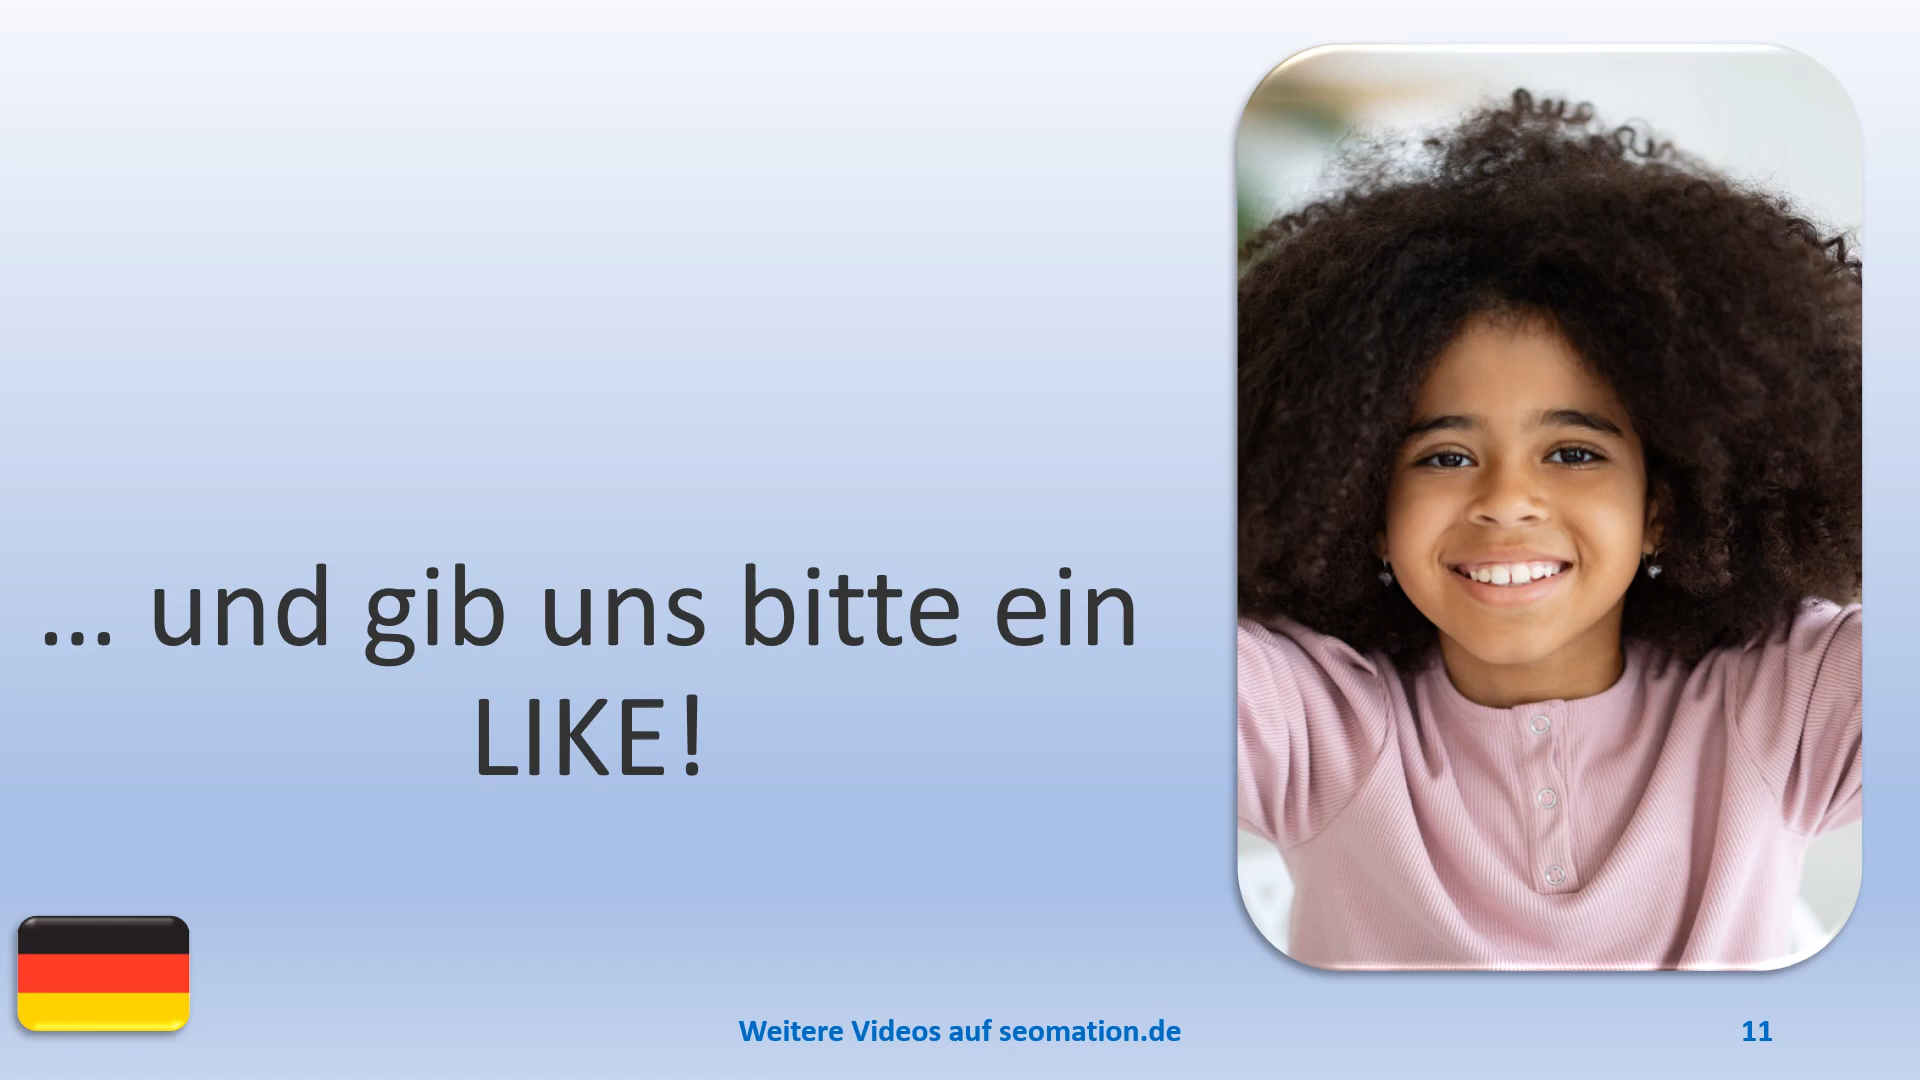 ... und gib uns bitte ein
LIKE!
Weitere Videos auf seomation.de
11